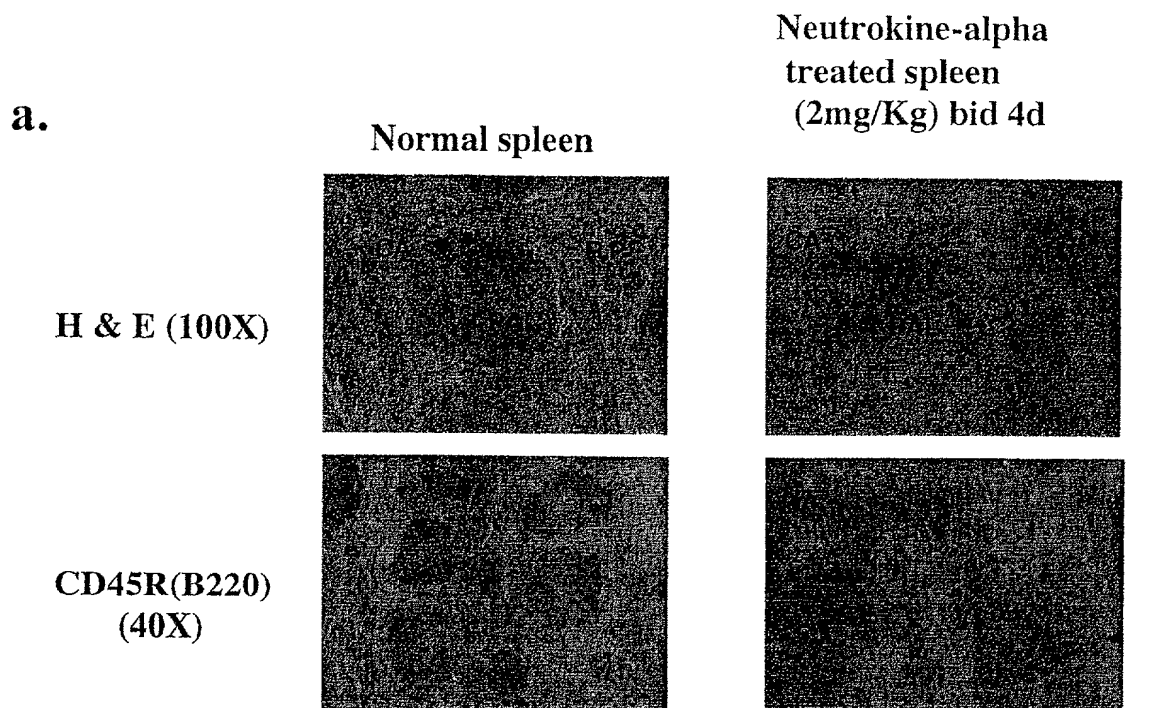 a.
Normal spleen
Neutrokine-alpha
treated spleen
(2mg/Kg) bid 4d
H & E (100X)
CD45R(B220)
(40X)